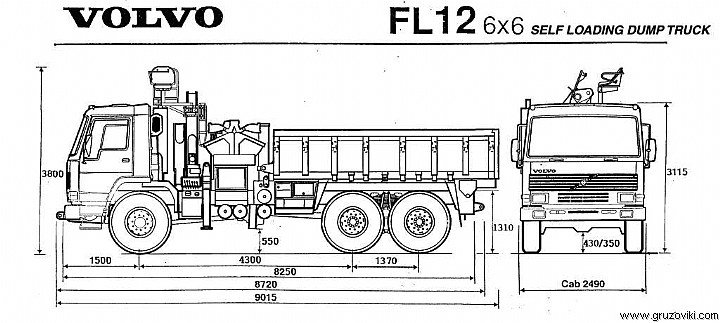 VOLVO
FL12 6x6 SELF LOADING DUMP TRUCK
3800
VOLVO
3115
1310
550
430/350
1500
4300
1370
8250
Cab 2490
8720
9015
www.gruzoviki.com